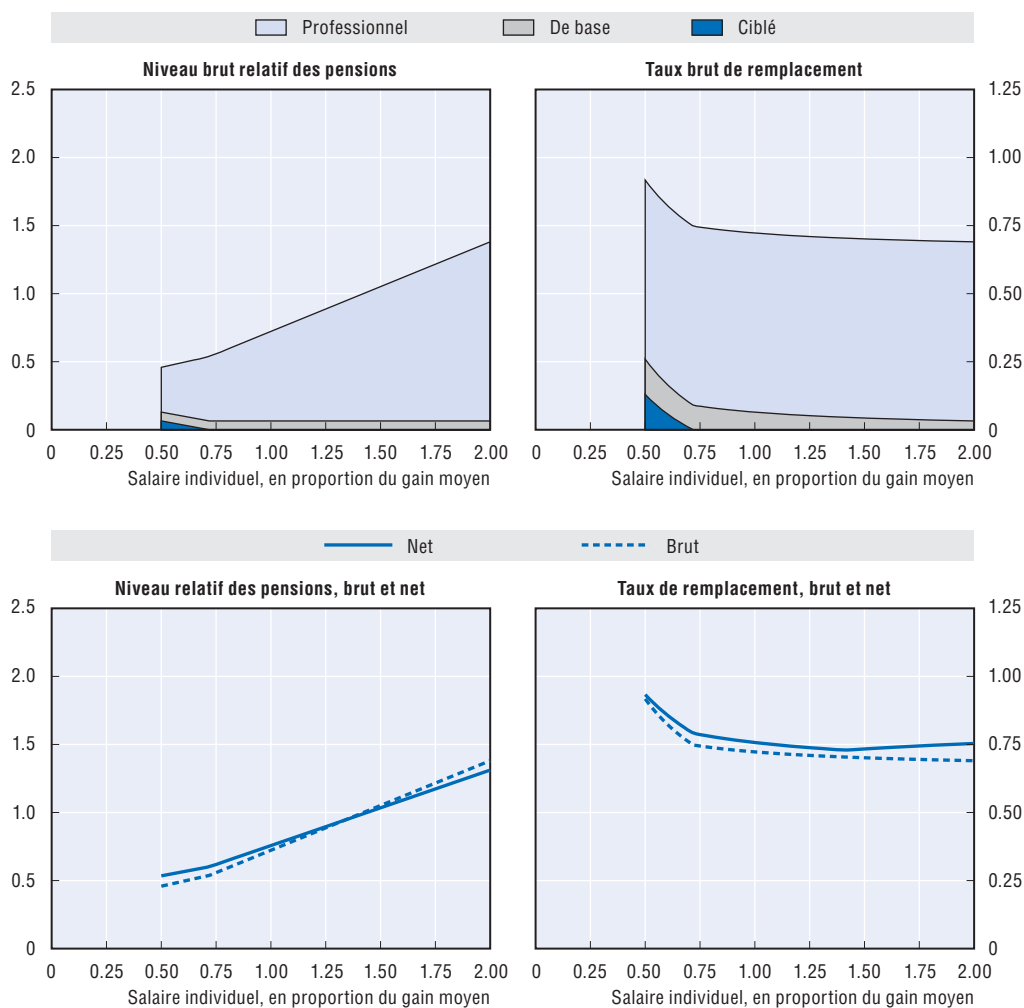 Professionnel De base Ciblé
Niveau brut relatif des pensions Taux brut de remplacement
2.5 1.25
2.0 1.00
1.5 0.75
1.0 0.50
0.5 0.25
0 0
0 0.25 0.50 0.75 1.00 1.25 1.50 1.75 2.00 0 0.25 0.50 0.75 1.00 1.25 1.50 1.75 2.00
Salaire individuel, en proportion du gain moyen Salaire individuel, en proportion du gain moyen
Net Brut
Niveau relatif des pensions, brut et net Taux de remplacement, brut et net
2.5 1.25
2.0 1.00
1.5 0.75
1.0 0.50
0.5 0.25
0 0
0 0.25 0.50 0.75 1.00 1.25 1.50 1.75 2.00 0 0.25 0.50 0.75 1.00 1.25 1.50 1.75 2.00
Salaire individuel, en proportion du gain moyen Salaire individuel, en proportion du gain moyen